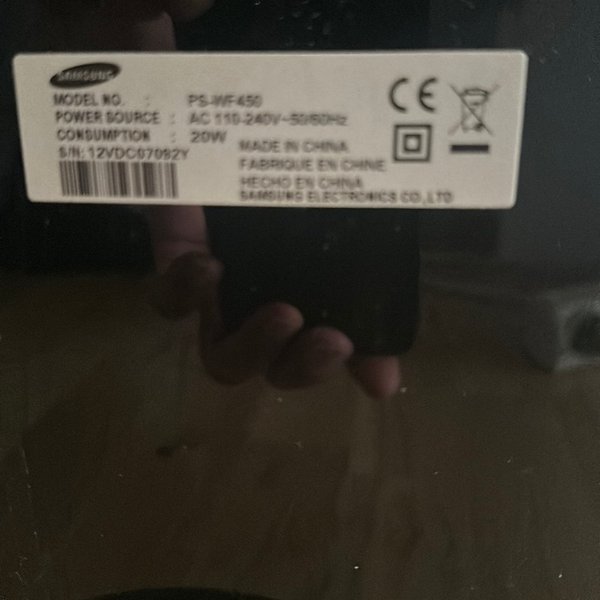 SAMSUNG
MODEL NO. : PS-WF450
POWER SOURCE : AC 110-240V~50/60Hz
CONSUMPTION : 20W
S/N: 12VDC07092Y
MADE IN CHINA
FABRIQUE EN CHINE
HECHO EN CHINA
SAMSUNG ELECTRONICS CO.,LTD
CE